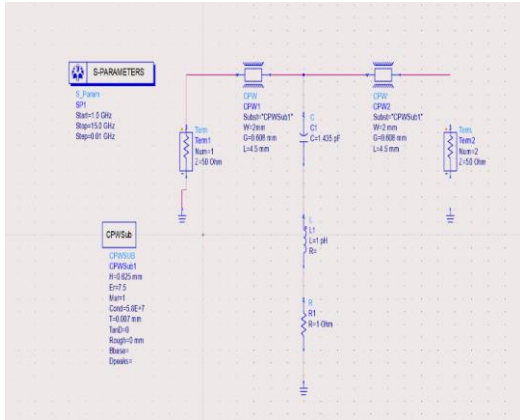 S-PARAMETERS
S_Param
SP1
Start=1.0 GHz
Stop=15.0 GHz
Step=0.01 GHz
Term
Term1
Num=1
Z=50 Ohm
CPW
CPW1
Subst="CPWSub1"
W=2mm
G=0.608 mm
L=4.5 mm
C
C1
C=1.435 pF
CPW
CPW2
Subst="CPWSub1"
W=2 mm
G=0.608 mm
L=4.5 mm
Term
Term2
Num=2
Z=50 Ohm
L
L1
L=1 pH
R=
R
R1
R=1 Ohm
CPWSub
CPWSUB
CPWSub1
H=0.625 mm
Er=7.5
Mur=1
Cond=5.8E+7
T=0.007 mm
TanD=0
Rough=0 mm
Bbase=
Dpeaks=